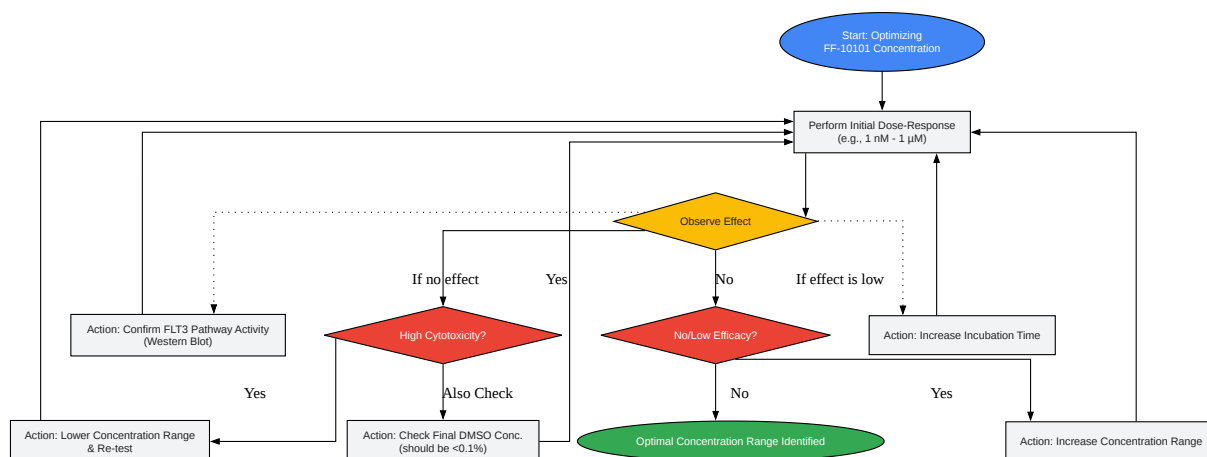 Start: Optimizing
FF-10101 Concentration
Perform Initial Dose-Response
(e.g., 1 nM - 1 µM)
Observe Effect
If no effect
Yes
No
If effect is low
Action: Confirm FLT3 Pathway Activity
(Western Blot)
High Cytotoxicity?
No/Low Efficacy?
Action: Increase Incubation Time
Yes
Also Check
No
Yes
Action: Lower Concentration Range
& Re-test
Action: Check Final DMSO Conc.
(should be <0.1%)
Optimal Concentration Range Identified
Action: Increase Concentration Range